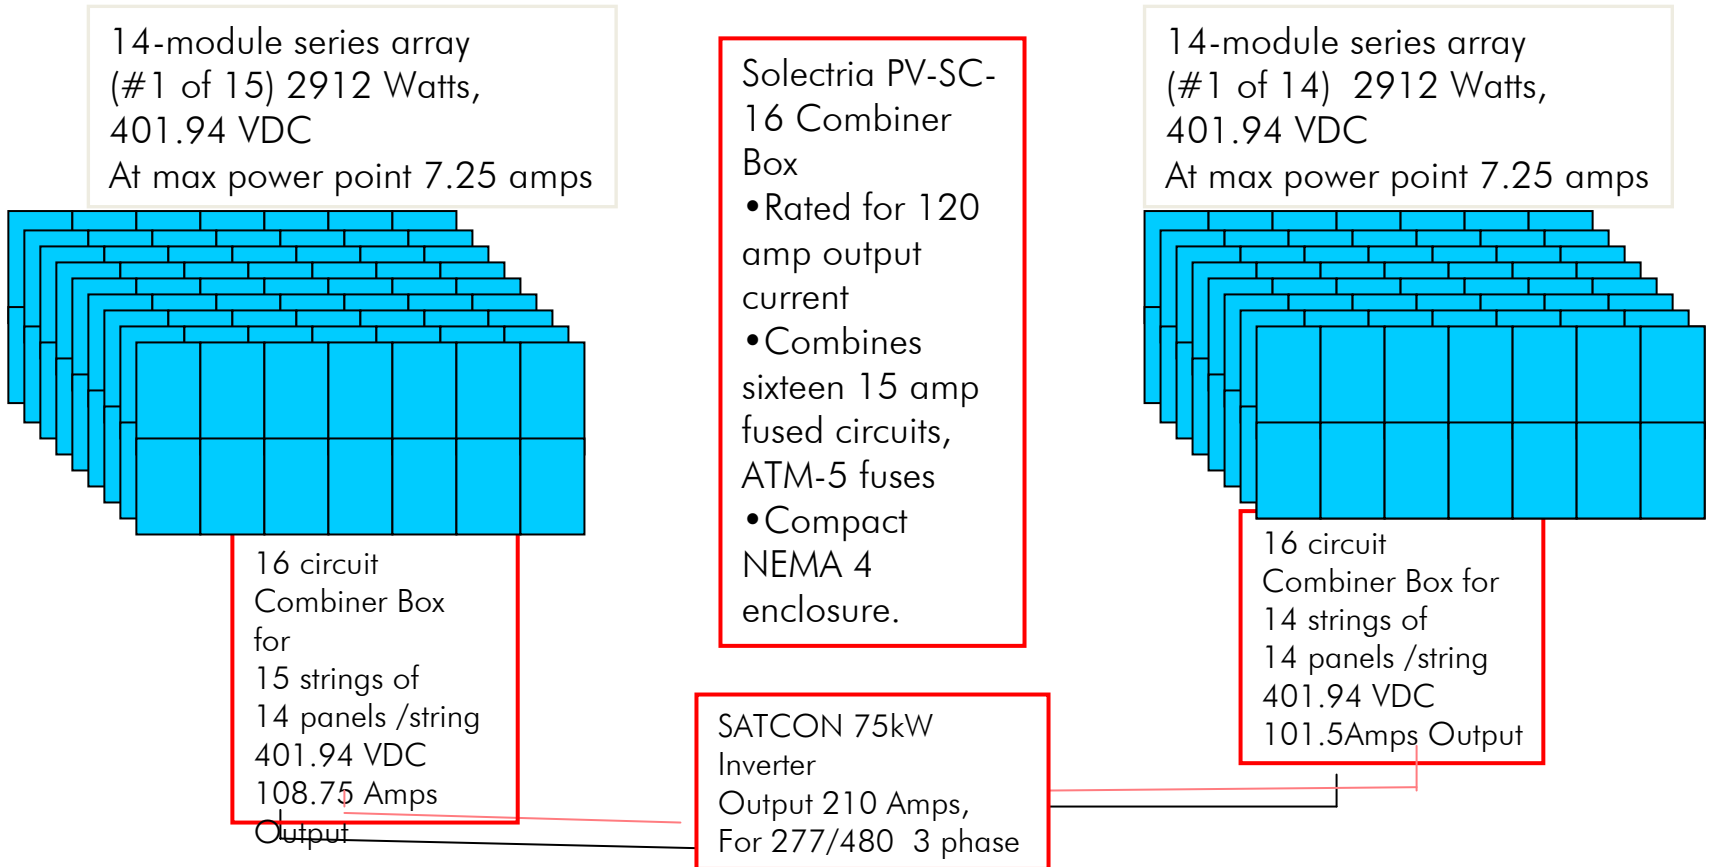 14-module series array
(#1 of 15) 2912 Watts,
401.94 VDC
At max power point 7.25 amps
Solectria PV-SC-
16 Combiner
Box
•Rated for 120
amp output
current
•Combines
sixteen 15 amp
fused circuits,
ATM-5 fuses
•Compact
NEMA 4
enclosure.
14-module series array
(#1 of 14)  2912 Watts,
401.94 VDC
At max power point 7.25 amps
16 circuit
Combiner Box
for
15 strings of
14 panels /string
401.94 VDC
108.75 Amps
Output
SATCON 75kW
Inverter
Output 210 Amps,
For 277/480  3 phase
16 circuit
Combiner Box for
14 strings of
14 panels /string
401.94 VDC
101.5Amps Output